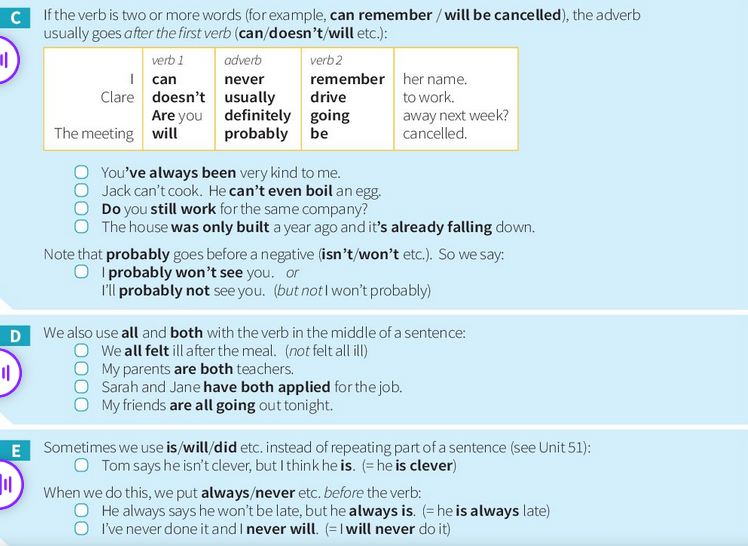 C If the verb is two or more words (for example, can remember / will be cancelled), the adverb
usually goes after the first verb (can/doesn't/will etc.):
verb 1 adverb verb 2
I can never remember her name.
Clare doesn't usually drive to work.
Are you definitely going away next week?
The meeting will probably be cancelled.
You've always been very kind to me.
Jack can't cook. He can't even boil an egg.
Do you still work for the same company?
The house was only built a year ago and it's already falling down.
Note that probably goes before a negative (isn't/won't etc.). So we say:
I probably won't see you. or
I'll probably not see you. (but not I won't probably)
D We also use all and both with the verb in the middle of a sentence:
We all felt ill after the meal. (not felt all ill)
My parents are both teachers.
Sarah and Jane have both applied for the job.
My friends are all going out tonight.
E Sometimes we use is/will/did etc. instead of repeating part of a sentence (see Unit 51):
Tom says he isn't clever, but I think he is. (= he is clever)
When we do this, we put always/never etc. before the verb:
He always says he won't be late, but he always is. (= he is always late)
I've never done it and I never will. (= I will never do it)